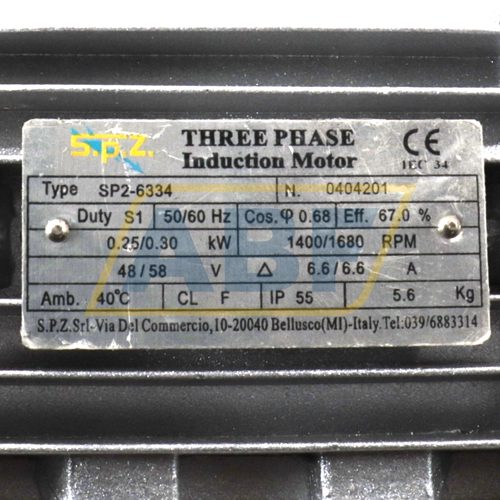 s.p.z. THREE PHASE CE
Induction Motor IEC 34
Type SP2-6334 N. 0404201
Duty S1 50/60 Hz Cos.φ 0.68 Eff. 67.0 %
0.25/0.30 kW 1400/1680 RPM
48/58 V Δ 6.6/6.6 A
Amb. 40°C CL F IP 55 5.6 Kg
S.P.Z.Srl-Via Del Commercio,10-20040 Bellusco(MI)-Italy.Tel:039/6883314
ABF